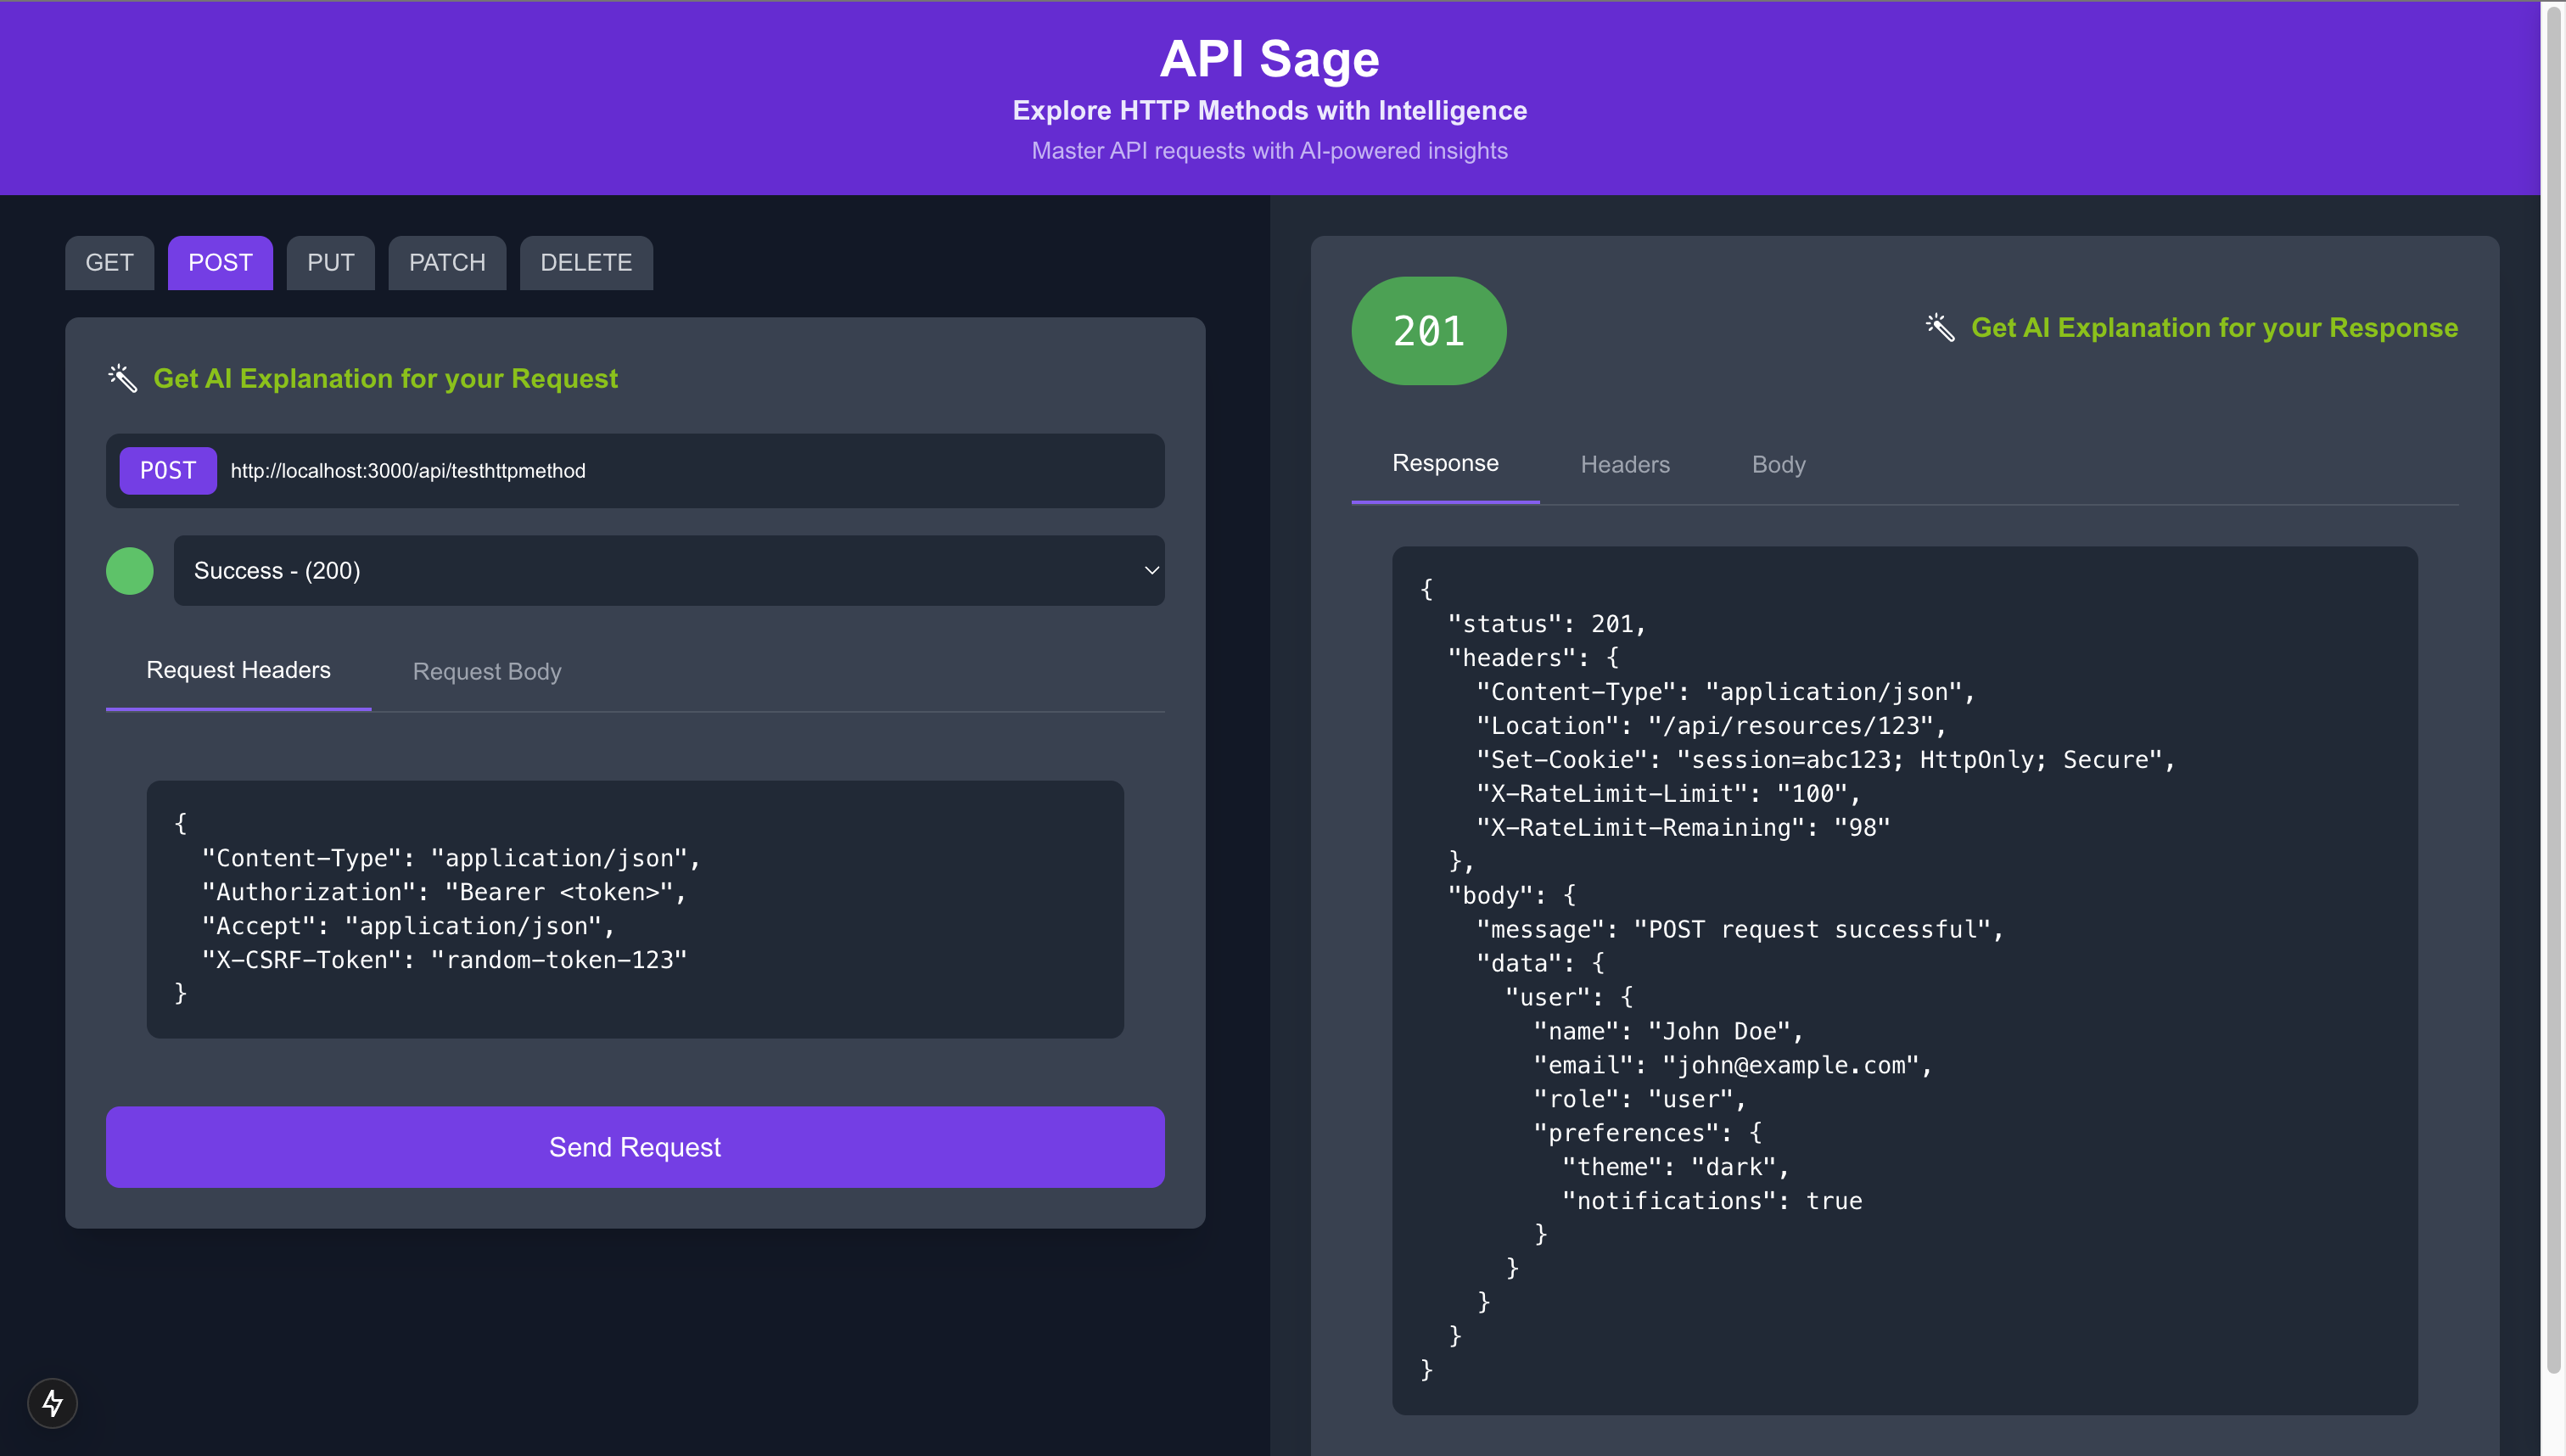 API Sage
Explore HTTP Methods with Intelligence
Master API requests with AI-powered insights
GET POST PUT PATCH DELETE
Get AI Explanation for your Request
POST http://localhost:3000/api/testhttpmethod
Success - (200)
Request Headers Request Body
{
  "Content-Type": "application/json",
  "Authorization": "Bearer <token>",
  "Accept": "application/json",
  "X-CSRF-Token": "random-token-123"
}
Send Request
201 Get AI Explanation for your Response
Response Headers Body
{
  "status": 201,
  "headers": {
    "Content-Type": "application/json",
    "Location": "/api/resources/123",
    "Set-Cookie": "session=abc123; HttpOnly; Secure",
    "X-RateLimit-Limit": "100",
    "X-RateLimit-Remaining": "98"
  },
  "body": {
    "message": "POST request successful",
    "data": {
      "user": {
        "name": "John Doe",
        "email": "john@example.com",
        "role": "user",
        "preferences": {
          "theme": "dark",
          "notifications": true
        }
      }
    }
  }
}